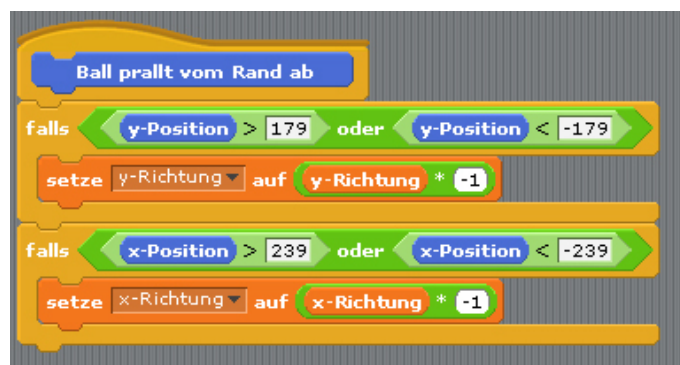 Ball prallt vom Rand ab
falls y-Position > 179 oder y-Position < -179
setze y-Richtung auf y-Richtung * -1
falls x-Position > 239 oder x-Position < -239
setze x-Richtung auf x-Richtung * -1